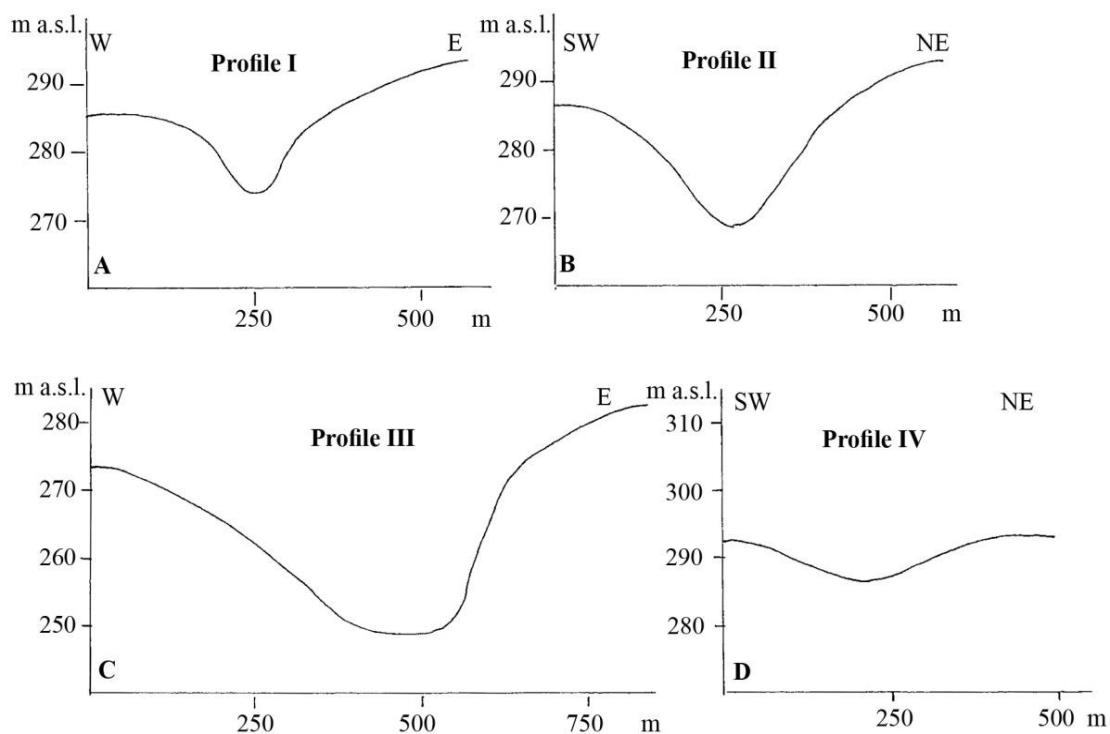 m a.s.l.
W
E
Profile I
290
280
270
A
250
500
m
m a.s.l.
SW
NE
Profile II
290
280
270
B
250
500
m
m a.s.l.
W
E
Profile III
280
270
260
250
C
250
500
750
m
m a.s.l.
SW
NE
Profile IV
310
300
290
280
D
250
500
m